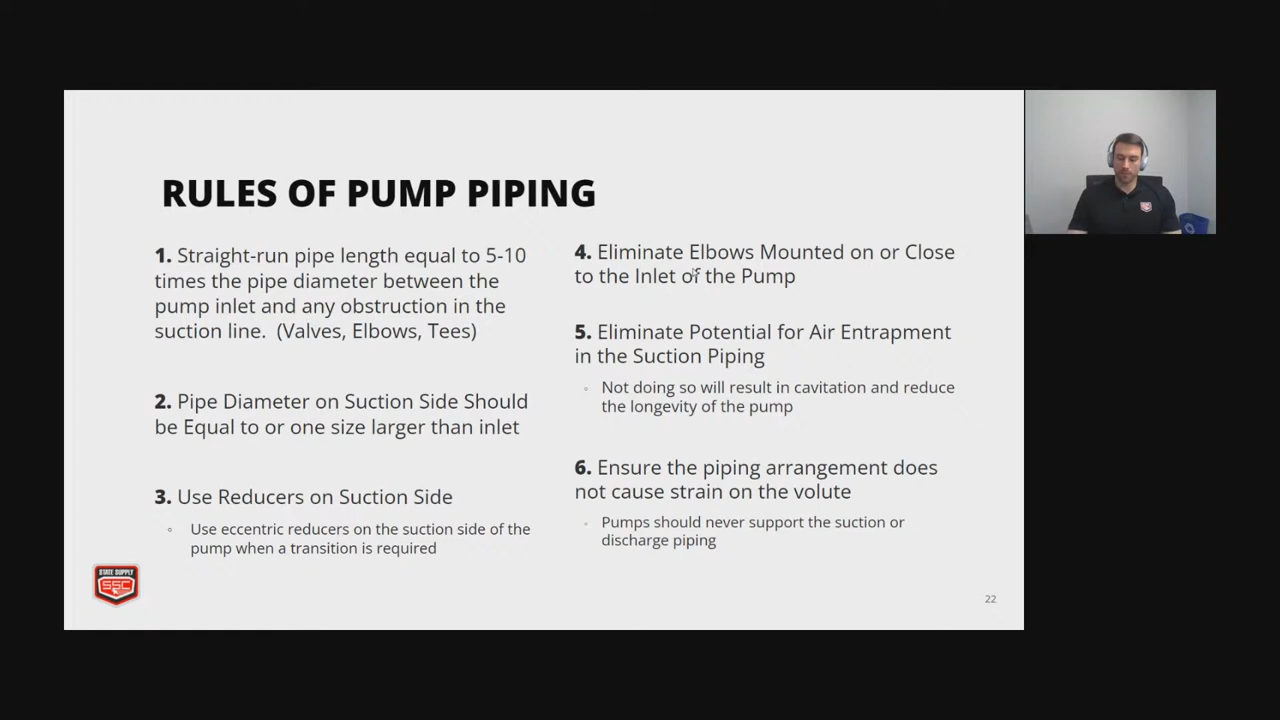 RULES OF PUMP PIPING
1. Straight-run pipe length equal to 5-10
times the pipe diameter between the
pump inlet and any obstruction in the
suction line. (Valves, Elbows, Tees)
2. Pipe Diameter on Suction Side Should
be Equal to or one size larger than inlet
3. Use Reducers on Suction Side
◦ Use eccentric reducers on the suction side of the
pump when a transition is required
4. Eliminate Elbows Mounted on or Close
to the Inlet of the Pump
5. Eliminate Potential for Air Entrapment
in the Suction Piping
◦ Not doing so will result in cavitation and reduce
the longevity of the pump
6. Ensure the piping arrangement does
not cause strain on the volute
◦ Pumps should never support the suction or
discharge piping
STATE SUPPLY
SSC
22